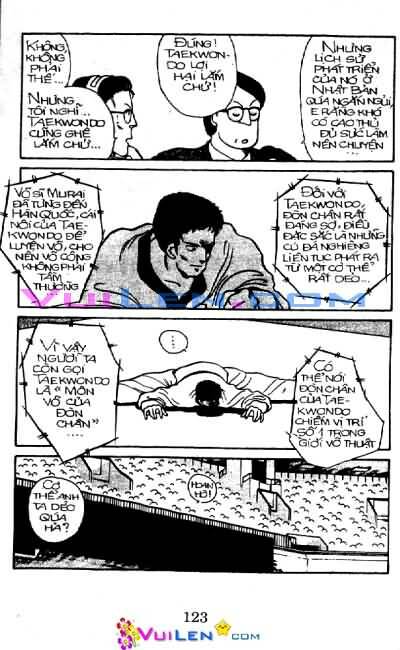 NHƯNG
LỊCH SỬ
PHÁT TRIỂN
CỦA NÓ Ở
NHẬT BẢN
QUÁ NGẮN NGỦI,
E RẰNG KHÓ
CÓ CAO THỦ
ĐỦ SỨC LÀM
NÊN CHUYỆN ...
ĐÚNG!
TAEKWON-
DO LỢI
HẠI LẮM
CHỨ!
KHÔNG,
KHÔNG
PHẢI
THẾ...
NHƯNG
TÔI NGHĨ...
TAEKWONDO
CŨNG GHÊ
LẮM CHỨ...
ĐỐI VỚI
TAEKWONDO,
ĐÒN CHÂN RẤT
ĐÁNG SỢ, ĐIỀU
ĐẶC SẮC LÀ NHỮNG
CÚ ĐÁ NGHIÊNG
LIÊN TỤC PHÁT RA
TỪ MỘT CƠ THỂ
RẤT DẺO...
VÕ SĨ MURAI
ĐÃ TỪNG ĐẾN
HÀN QUỐC, CÁI
NÔI CỦA TAE-
KWONDO ĐỂ
LUYỆN VÕ, CHO
NÊN VÕ CÔNG
KHÔNG PHẢI
TẦM
THƯỜNG
VuiLEN.COM
CÓ
THỂ NÓI
ĐÒN CHÂN
CỦA TAE-
KWONDO
CHIẾM VỊ TRÍ
SỐ 1 TRONG
GIỚI VÕ THUẬT
...
VÌ VẬY
NGƯỜI TA
CÒN GỌI
TAEKWONDO
LÀ " MÔN
VÕ CỦA
ĐÒN
CHÂN"
....
HOAN
HÔ!
CƠ
THỂ ANH
TA DẺO
QUÁ
HẢ?
123
VuiLEN.COM